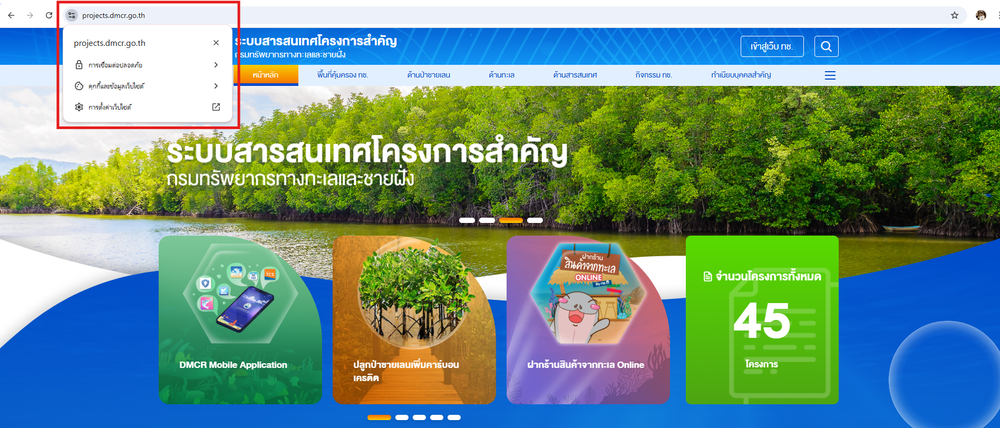 projects.dmcr.go.th
projects.dmcr.go.th
การเชื่อมต่อปลอดภัย
คุกกี้และข้อมูลเว็บไซต์
การตั้งค่าเว็บไซต์
ระบบสารสนเทศโครงการสำคัญ
กรมทรัพยากรทางทะเลและชายฝั่ง
เข้าสู่เว็บ ทช.
หน้าหลัก พื้นที่คุ้มครอง ทช. ด้านป่าชายเลน ด้านทะเล ด้านสารสนเทศ กิจกรรม ทช. ทำเนียบบุคคลสำคัญ
ระบบสารสนเทศโครงการสำคัญ
กรมทรัพยากรทางทะเลและชายฝั่ง
TCS
DMCR Mobile Application
ปลูกป่าชายเลนเพิ่มคาร์บอน
เครดิต
ฝากร้าน
สินค้าจากทะเล
ONLINE
By ทช.
ฝากร้านสินค้าจากทะเล Online
จำนวนโครงการทั้งหมด
45
โครงการ